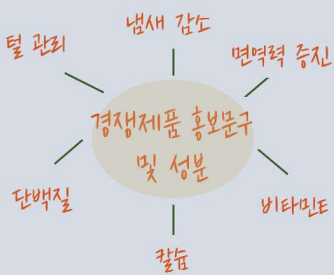 냄새 감소
털 관리
면역력 증진
경쟁제품 홍보문구
및 성분
단백질
비타민E
칼슘